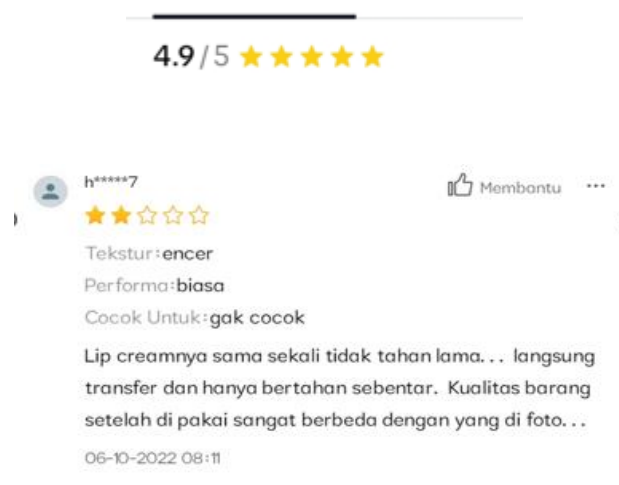 4.9/5
h*****7
Membantu
Tekstur:encer
Performa:biasa
Cocok Untuk:gak cocok
Lip creamnya sama sekali tidak tahan lama... langsung
transfer dan hanya bertahan sebentar. Kualitas barang
setelah di pakai sangat berbeda dengan yang di foto...
06-10-2022 08:11